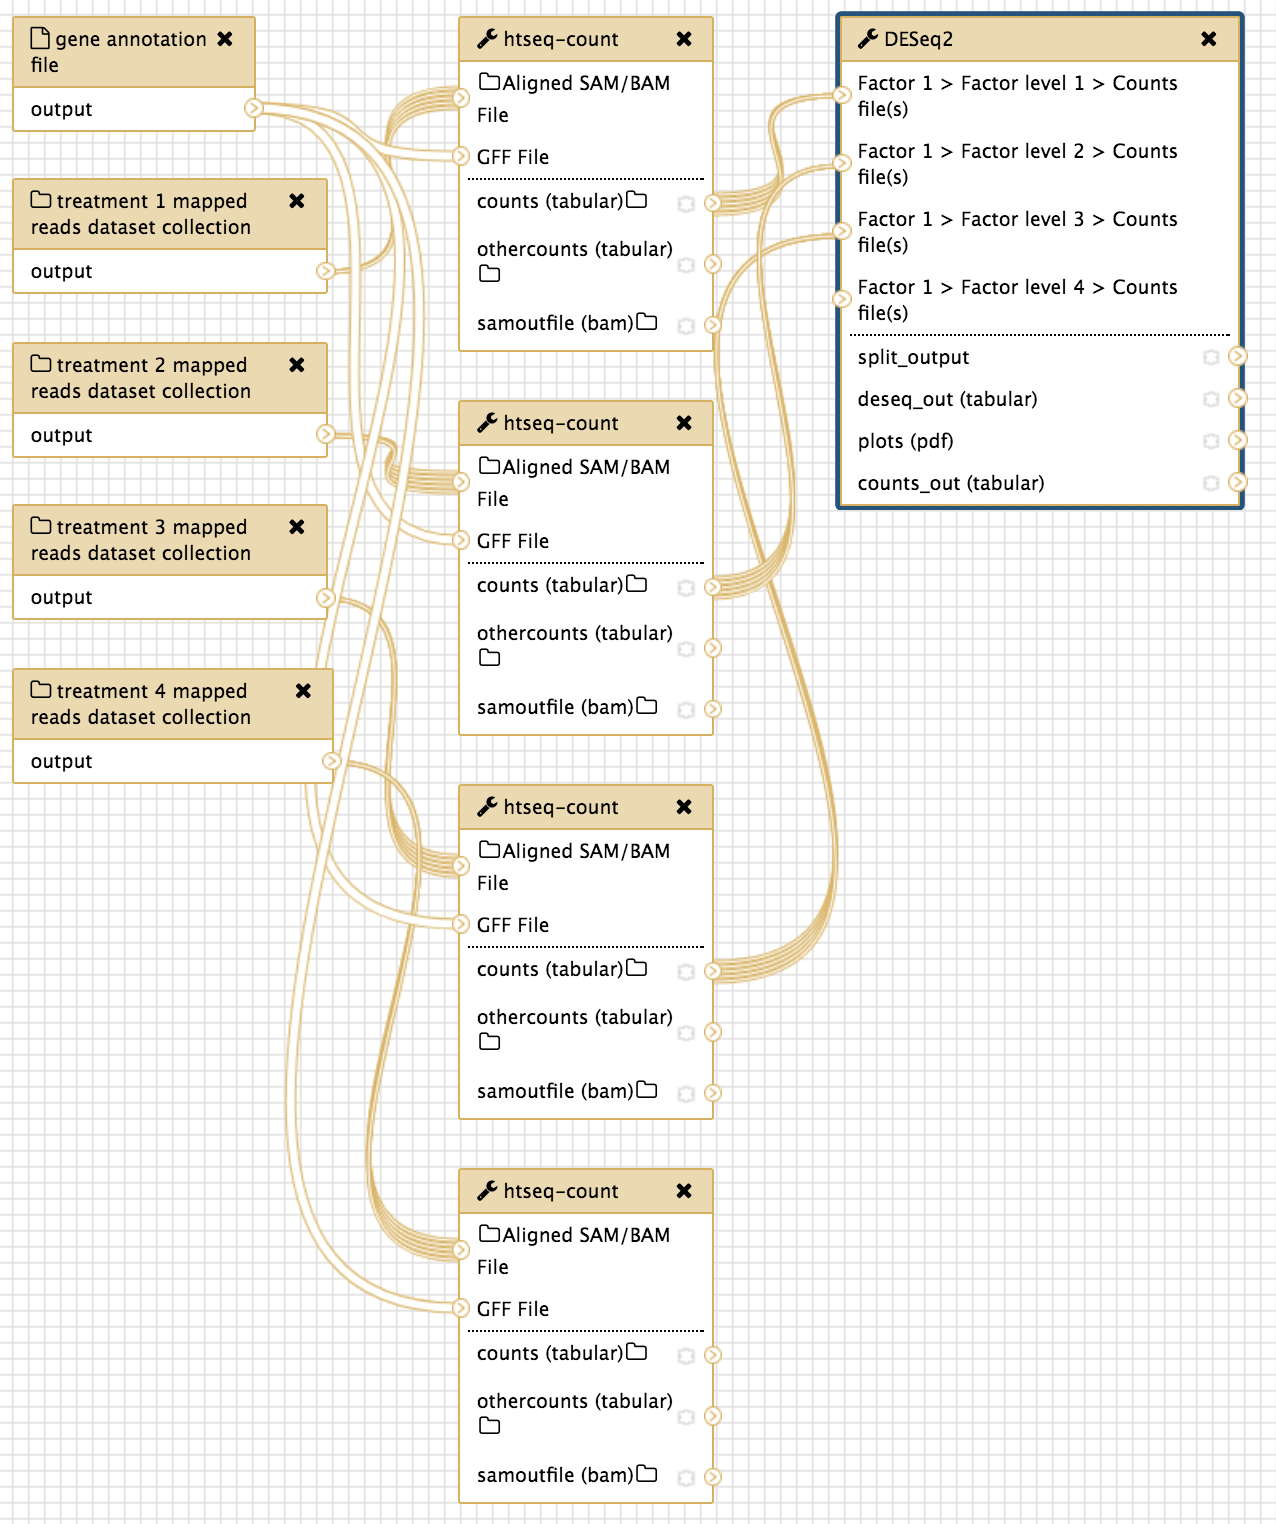 gene annotation
file
output
treatment 1 mapped
reads dataset collection
output
treatment 2 mapped
reads dataset collection
output
treatment 3 mapped
reads dataset collection
output
treatment 4 mapped
reads dataset collection
output
htseq-count
Aligned SAM/BAM
File
GFF File
counts (tabular)
othercounts (tabular)
samoutfile (bam)
htseq-count
Aligned SAM/BAM
File
GFF File
counts (tabular)
othercounts (tabular)
samoutfile (bam)
htseq-count
Aligned SAM/BAM
File
GFF File
counts (tabular)
othercounts (tabular)
samoutfile (bam)
htseq-count
Aligned SAM/BAM
File
GFF File
counts (tabular)
othercounts (tabular)
samoutfile (bam)
DESeq2
Factor 1 > Factor level 1 > Counts
file(s)
Factor 1 > Factor level 2 > Counts
file(s)
Factor 1 > Factor level 3 > Counts
file(s)
Factor 1 > Factor level 4 > Counts
file(s)
split_output
deseq_out (tabular)
plots (pdf)
counts_out (tabular)